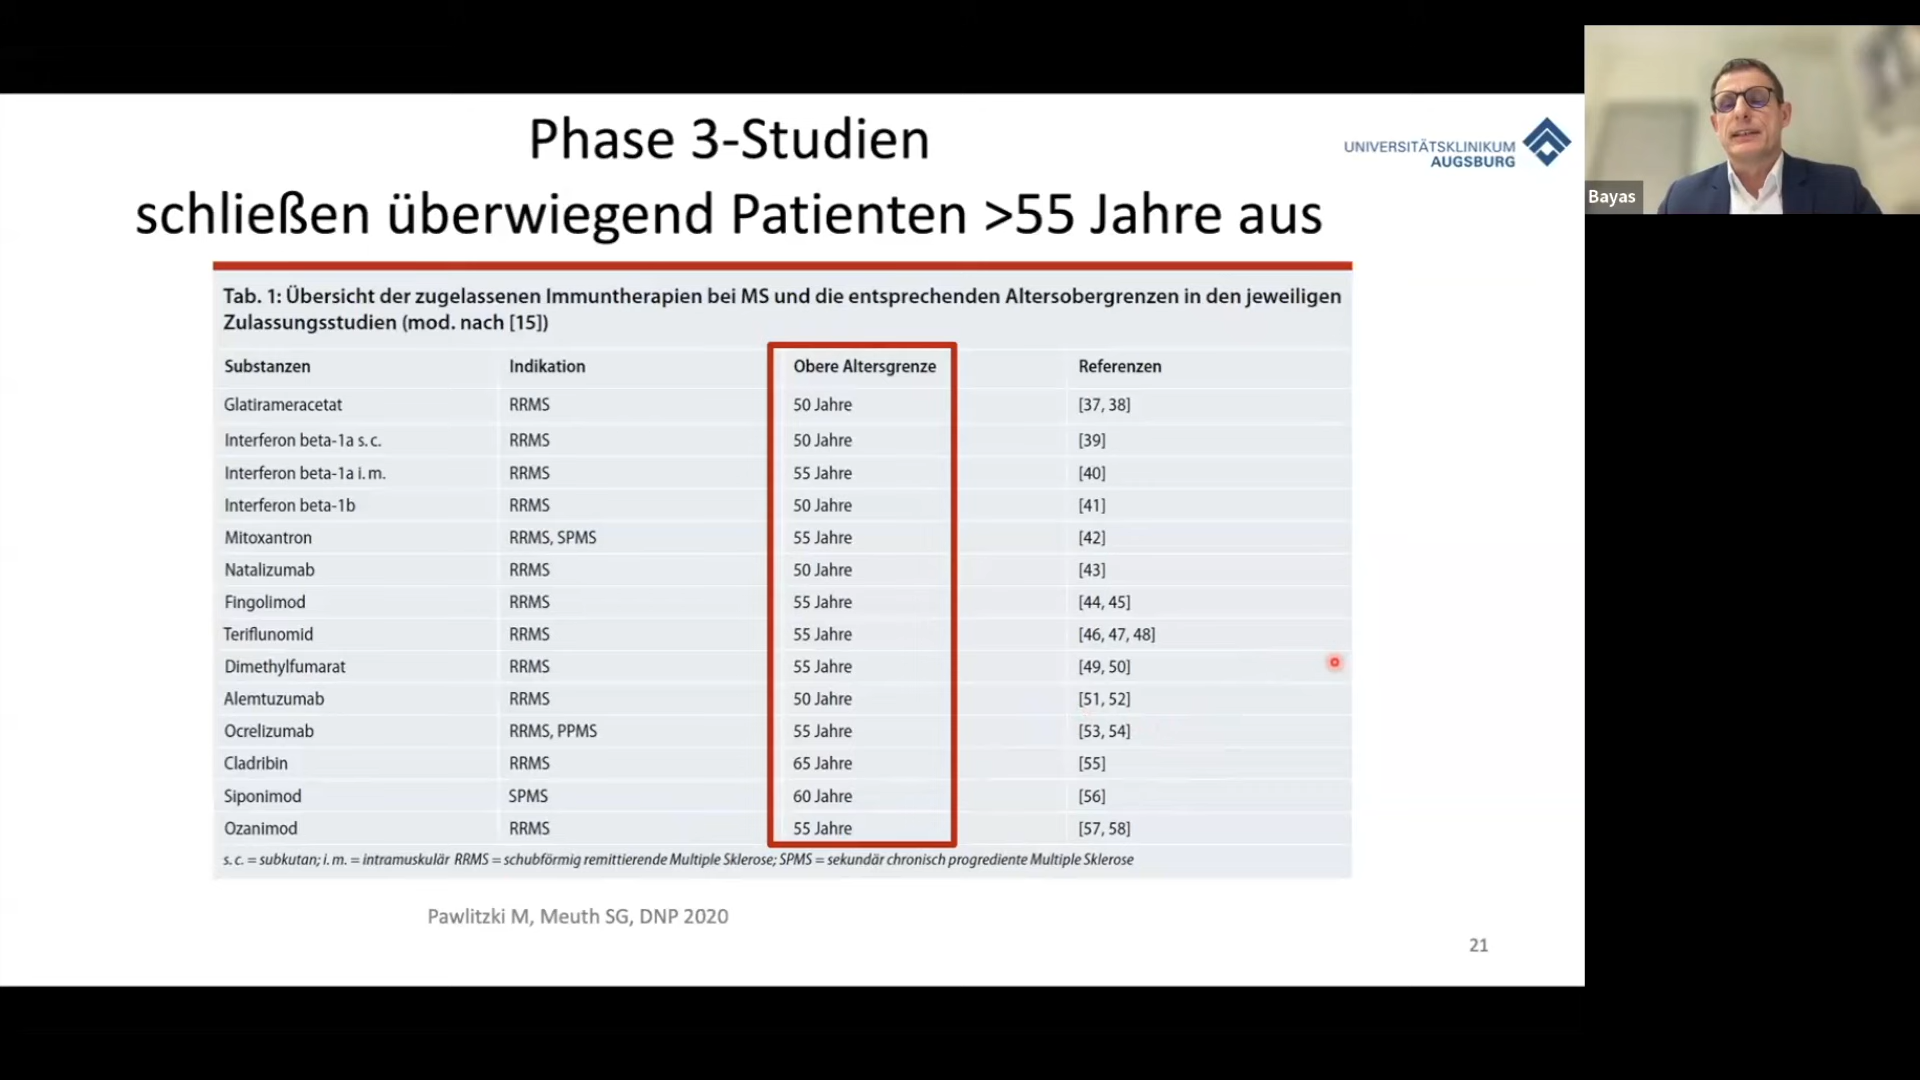 Phase 3-Studien
schließen überwiegend Patienten >55 Jahre aus
UNIVERSITÄTSKLINIKUM
AUGSBURG
Bayas
Tab. 1: Übersicht der zugelassenen Immuntherapien bei MS und die entsprechenden Altersobergrenzen in den jeweiligen
Zulassungsstudien (mod. nach [15])
Substanzen Indikation Obere Altersgrenze Referenzen
Glatirameracetat RRMS 50 Jahre [37, 38]
Interferon beta-1a s. c. RRMS 50 Jahre [39]
Interferon beta-1a i. m. RRMS 55 Jahre [40]
Interferon beta-1b RRMS 50 Jahre [41]
Mitoxantron RRMS, SPMS 55 Jahre [42]
Natalizumab RRMS 50 Jahre [43]
Fingolimod RRMS 55 Jahre [44, 45]
Teriflunomid RRMS 55 Jahre [46, 47, 48]
Dimethylfumarat RRMS 55 Jahre [49, 50]
Alemtuzumab RRMS 50 Jahre [51, 52]
Ocrelizumab RRMS, PPMS 55 Jahre [53, 54]
Cladribin RRMS 65 Jahre [55]
Siponimod SPMS 60 Jahre [56]
Ozanimod RRMS 55 Jahre [57, 58]
s. c. = subkutan; i. m. = intramuskulär RRMS = schubförmig remittierende Multiple Sklerose; SPMS = sekundär chronisch progrediente Multiple Sklerose
Pawlitzki M, Meuth SG, DNP 2020
21